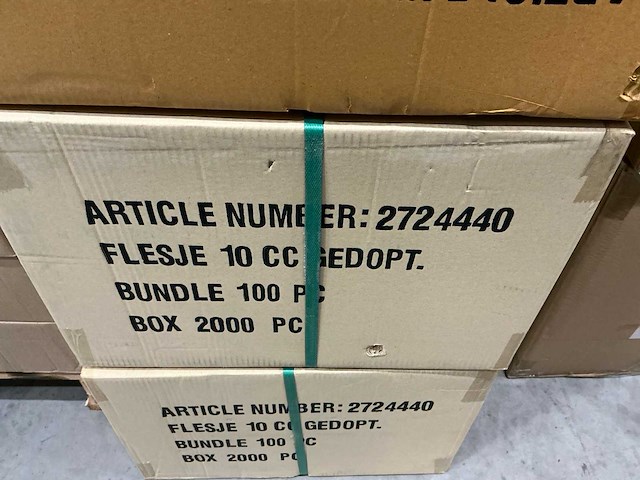 ARTICLE NUMBER: 2724440
FLESJE 10 CC GEDOPT.
BUNDLE 100 PC
BOX 2000 PC
ARTICLE NUMBER: 2724440
FLESJE 10 CC GEDOPT.
BUNDLE 100 PC
BOX 2000 PC